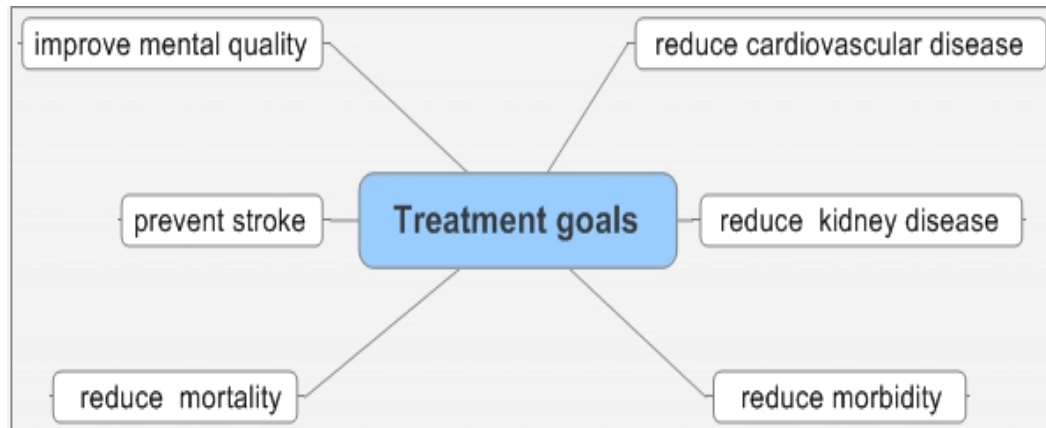 improve mental quality
reduce cardiovascular disease
prevent stroke
Treatment goals
reduce kidney disease
reduce mortality
reduce morbidity